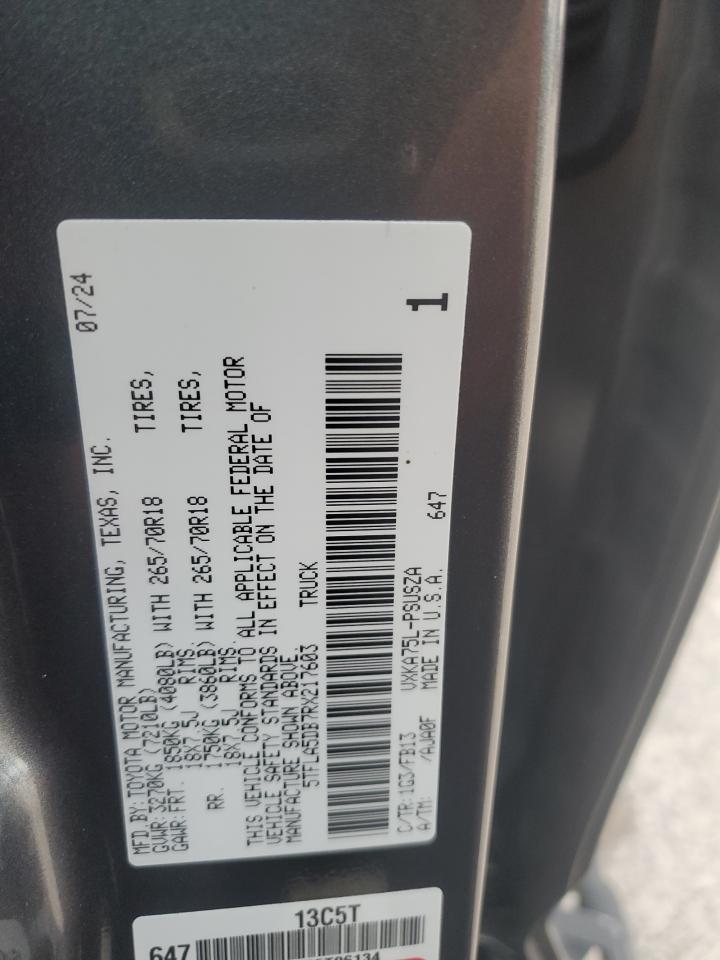 MFD BY: TOYOTA MOTOR MANUFACTURING, TEXAS, INC. 07/24
GVWR: 3270KG (7210LB)
GAWR: FRT. 1850KG (4080LB) WITH 265/70R18 TIRES,
18X7.5J RIMS.
RR. 1750KG (3860LB) WITH 265/70R18 TIRES,
18X7.5J RIMS.
THIS VEHICLE CONFORMS TO ALL APPLICABLE FEDERAL MOTOR
VEHICLE SAFETY STANDARDS IN EFFECT ON THE DATE OF
MANUFACTURE SHOWN ABOVE.
5TFLA5DB7RX217603 TRUCK
1
C/TR: 1G3/FB13 VXKA75L-PSUSZA 647
A/TM: /AJA0F MADE IN U.S.A.
13C5T
647